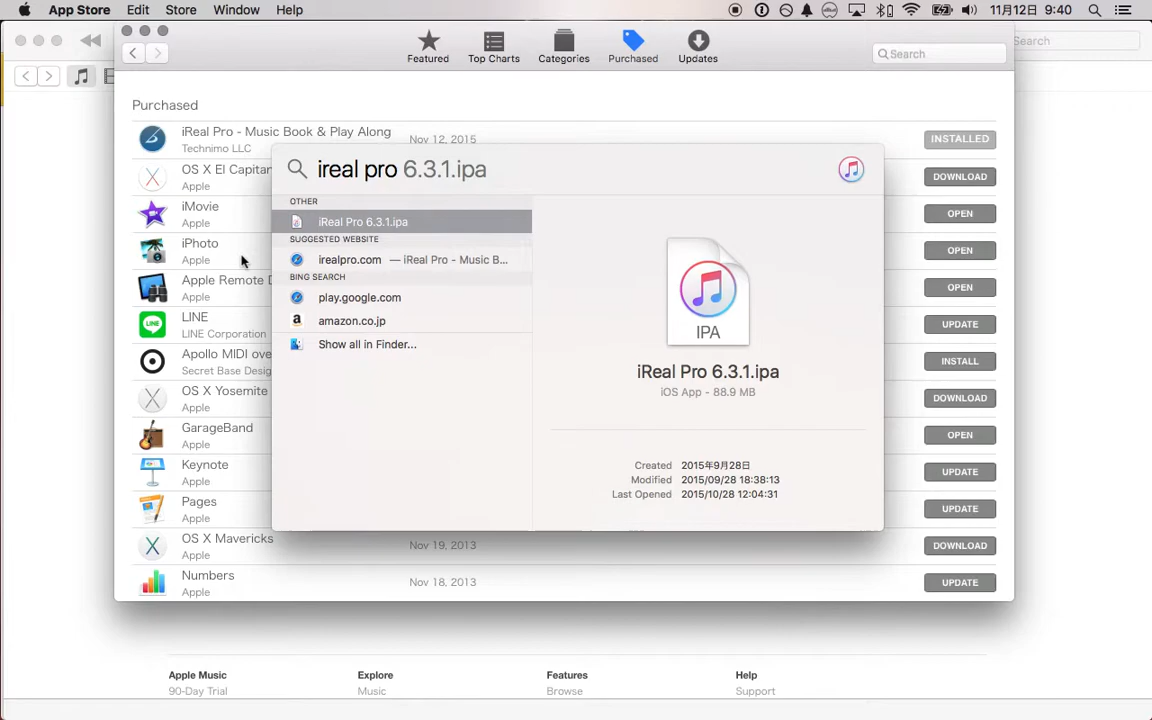 App Store Edit Store Window Help 11月12日 9:40
Search
Featured Top Charts Categories Purchased Updates
Search
Purchased
iReal Pro - Music Book & Play Along
Technimo LLC
Nov 12, 2015
INSTALLED
OS X El Capitan
Apple
DOWNLOAD
iMovie
Apple
OPEN
iPhoto
Apple
OPEN
Apple Remote D
Apple
OPEN
LINE
LINE Corporation
UPDATE
Apollo MIDI ove
Secret Base Desig
INSTALL
OS X Yosemite
Apple
DOWNLOAD
GarageBand
Apple
OPEN
Keynote
Apple
UPDATE
Pages
Apple
UPDATE
OS X Mavericks
Apple
Nov 19, 2013
DOWNLOAD
Numbers
Apple
Nov 18, 2013
UPDATE
ireal pro 6.3.1.ipa
OTHER
iReal Pro 6.3.1.ipa
SUGGESTED WEBSITE
irealpro.com — iReal Pro - Music B...
BING SEARCH
play.google.com
amazon.co.jp
Show all in Finder...
IPA
iReal Pro 6.3.1.ipa
iOS App - 88.9 MB
Created 2015年9月28日
Modified 2015/09/28 18:38:13
Last Opened 2015/10/28 12:04:31
Apple Music Explore Features Help
90-Day Trial Music Browse Support